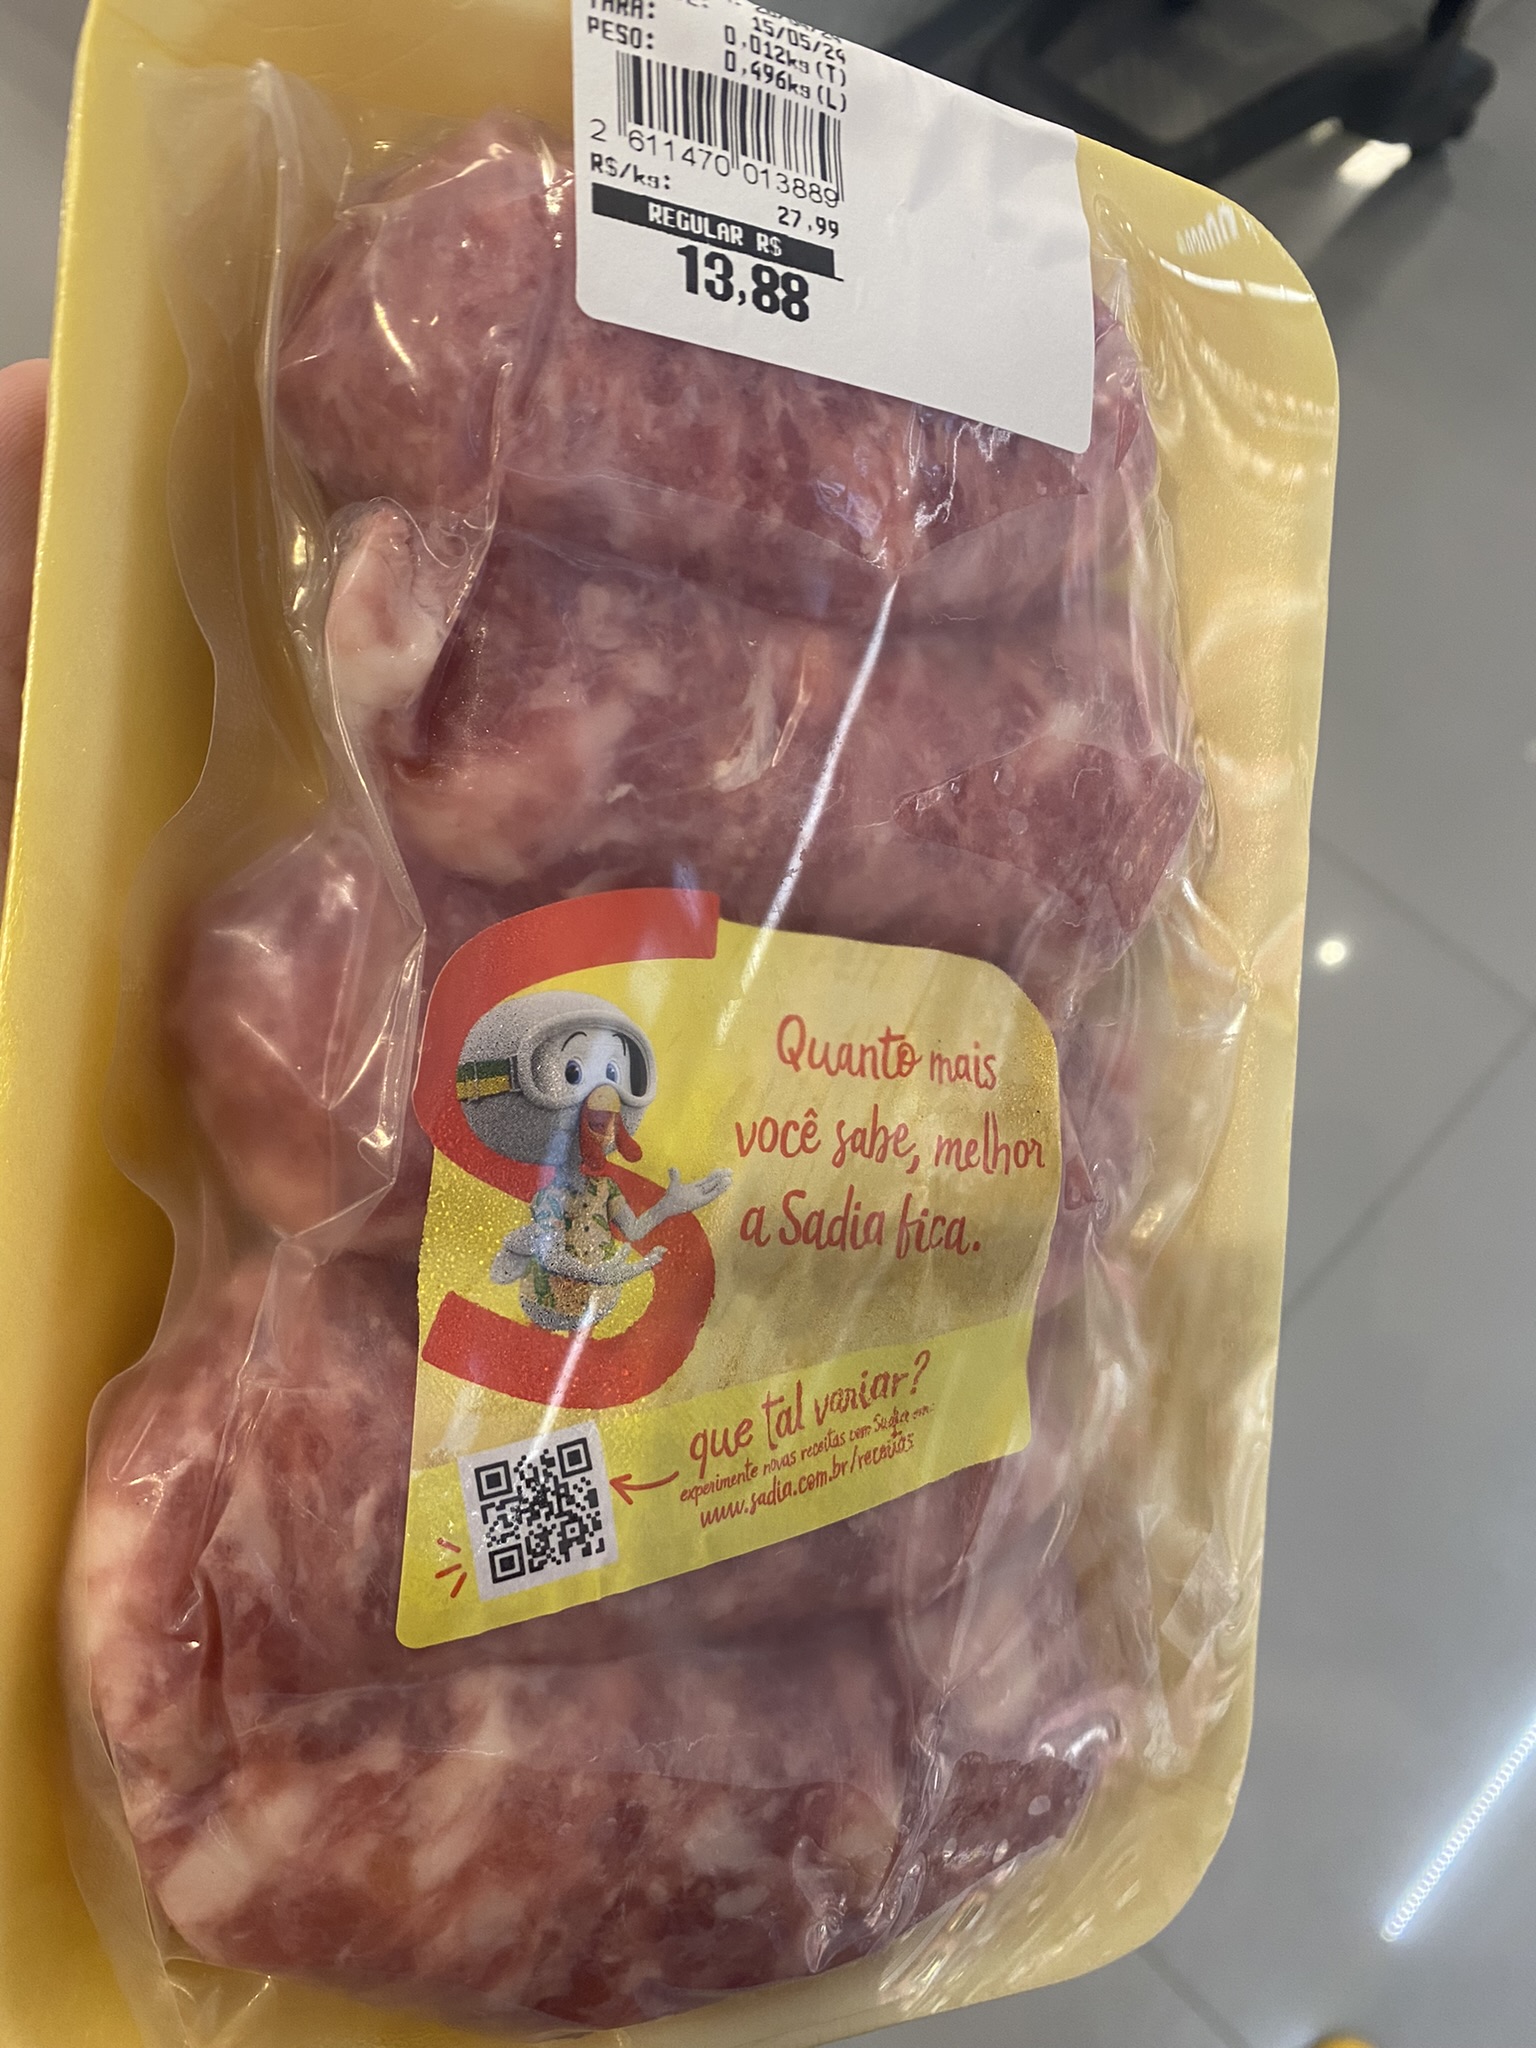 TARA:
PESO:
15/05/24
0,012kg(T)
0,496kg(L)
2 611470 013889
R$/kg:
27,99
REGULAR R$
13,88
Quanto mais
você sabe, melhor
a Sadia fica.
que tal variar?
experimente novas receitas com Sadia em:
www.sadia.com.br/receitas